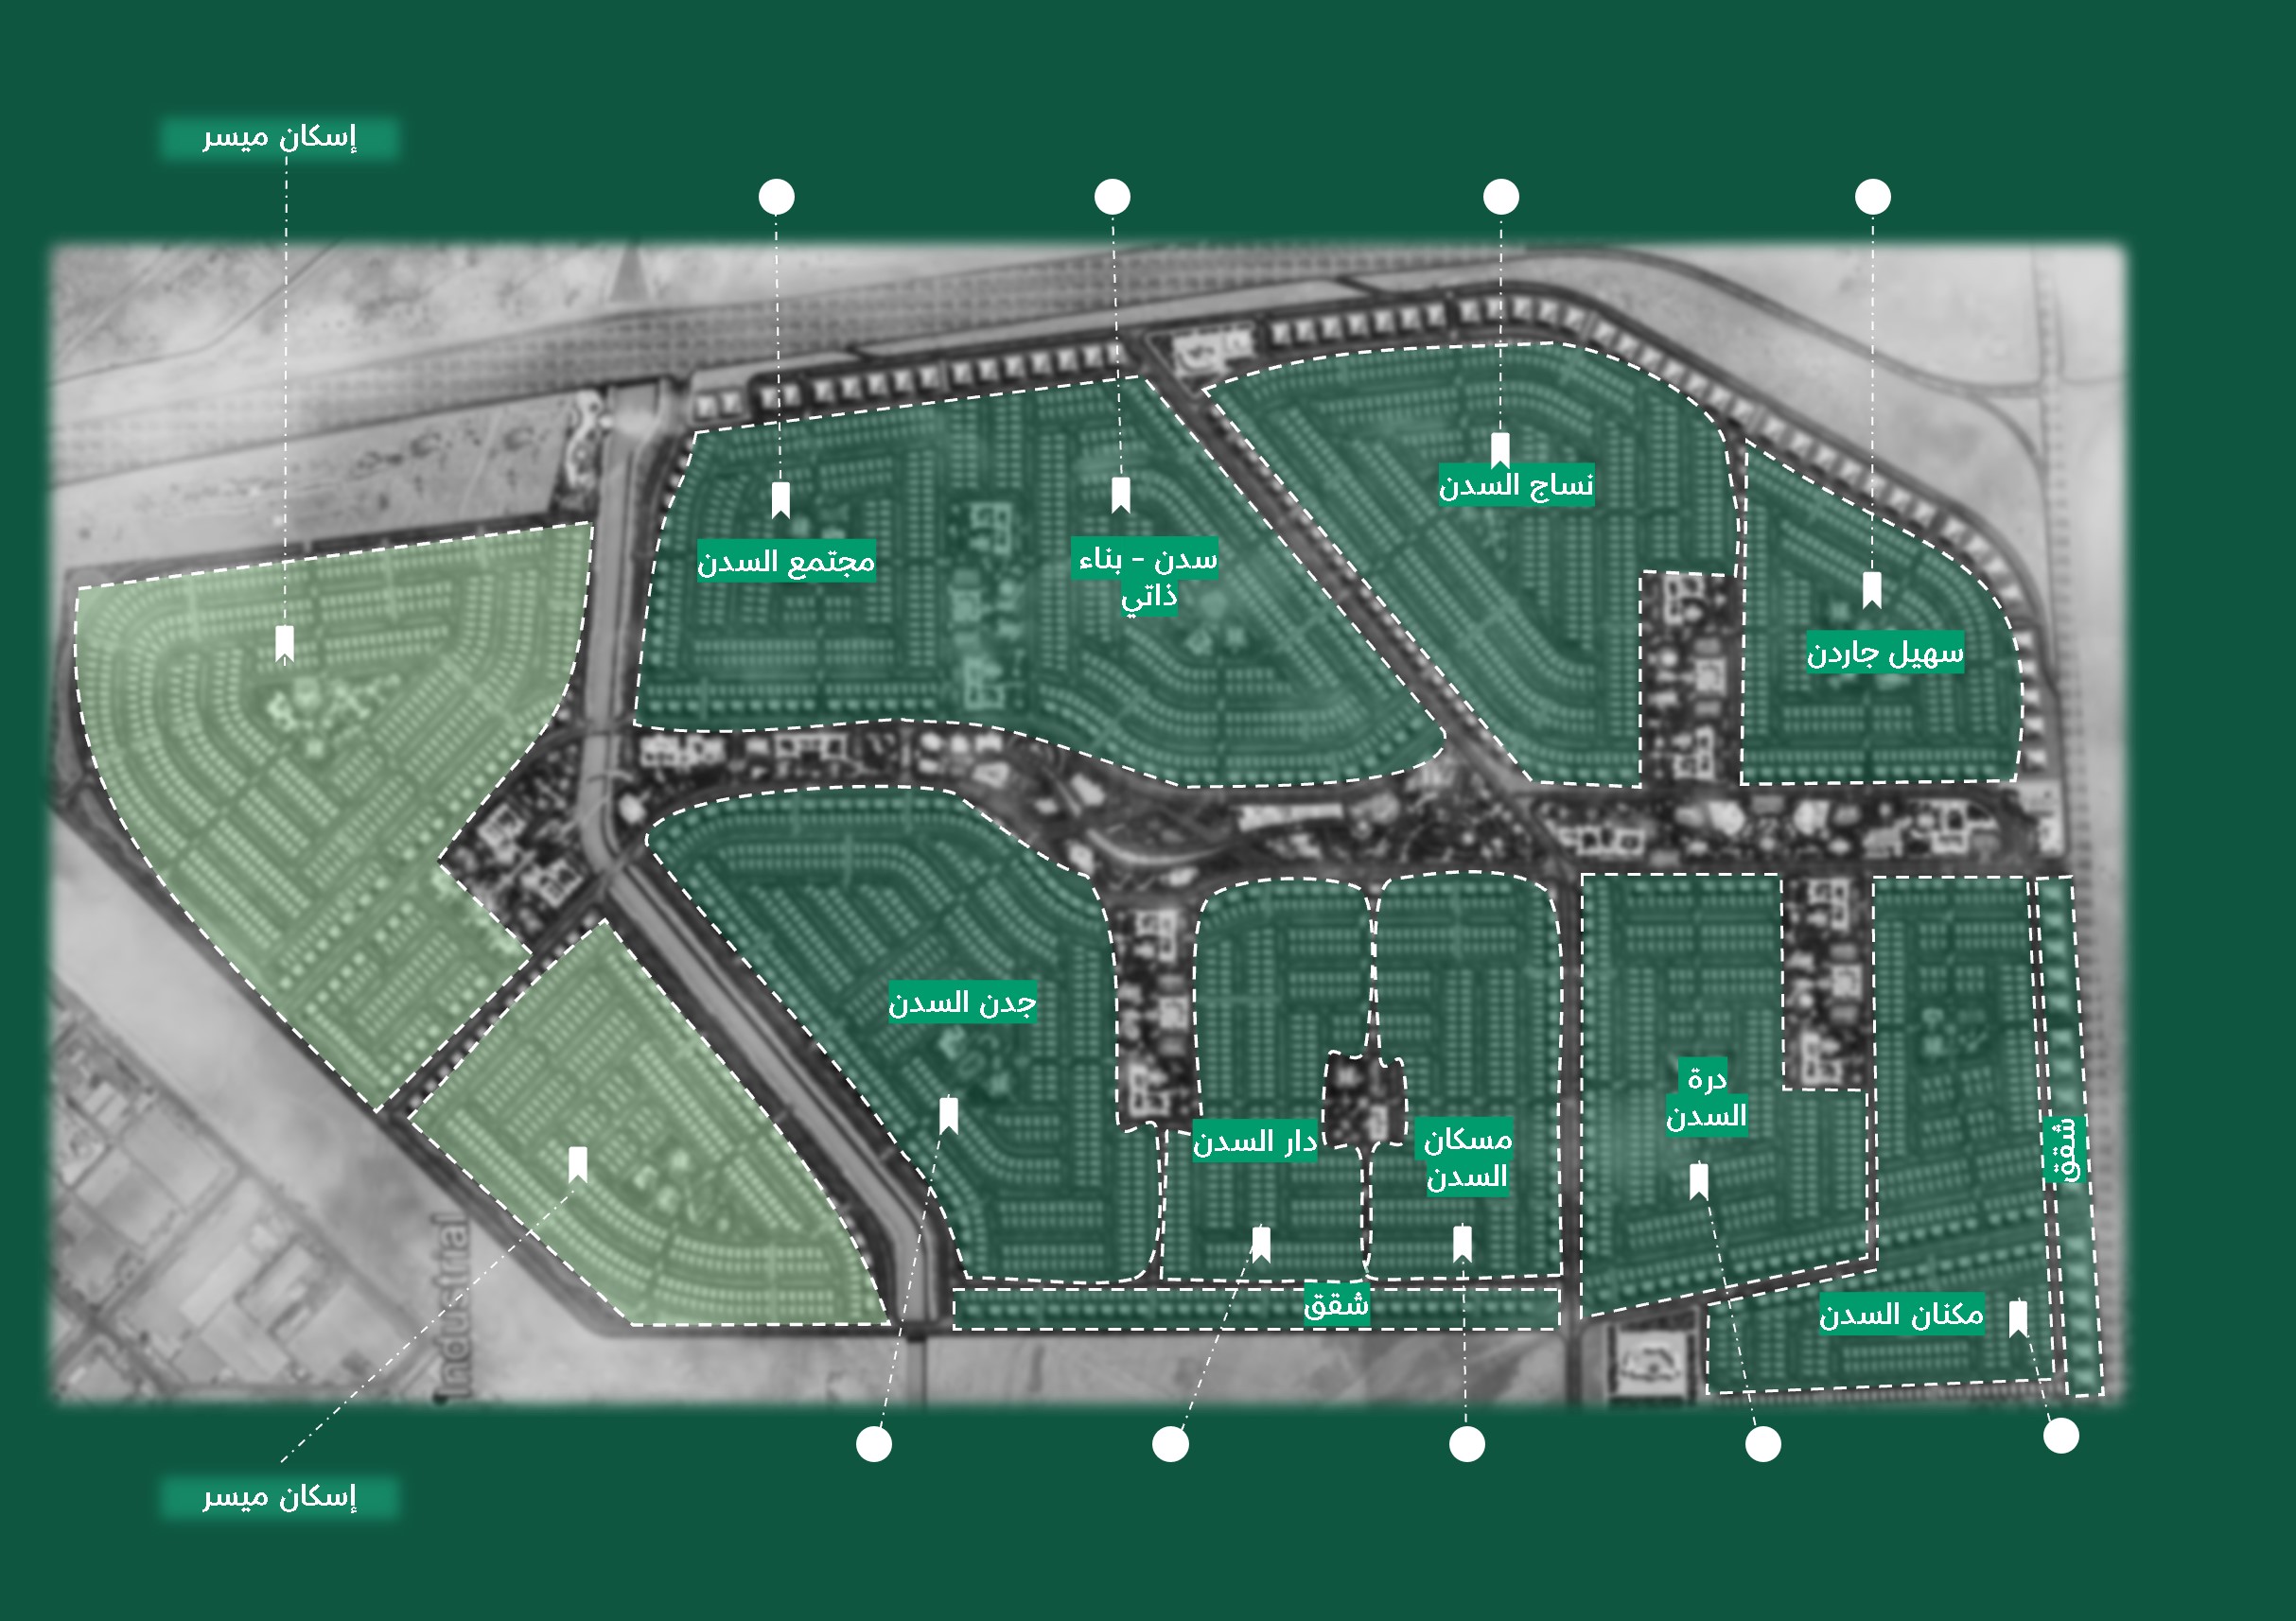 إسكان ميسر
نساج السدن
مجتمع السدن
سدن - بناء
ذاتي
سهيل جاردن
جدن السدن
درة
السدن
دار السدن
مسكان
السدن
شقق
شقق
مكنان السدن
Industrial
إسكان ميسر